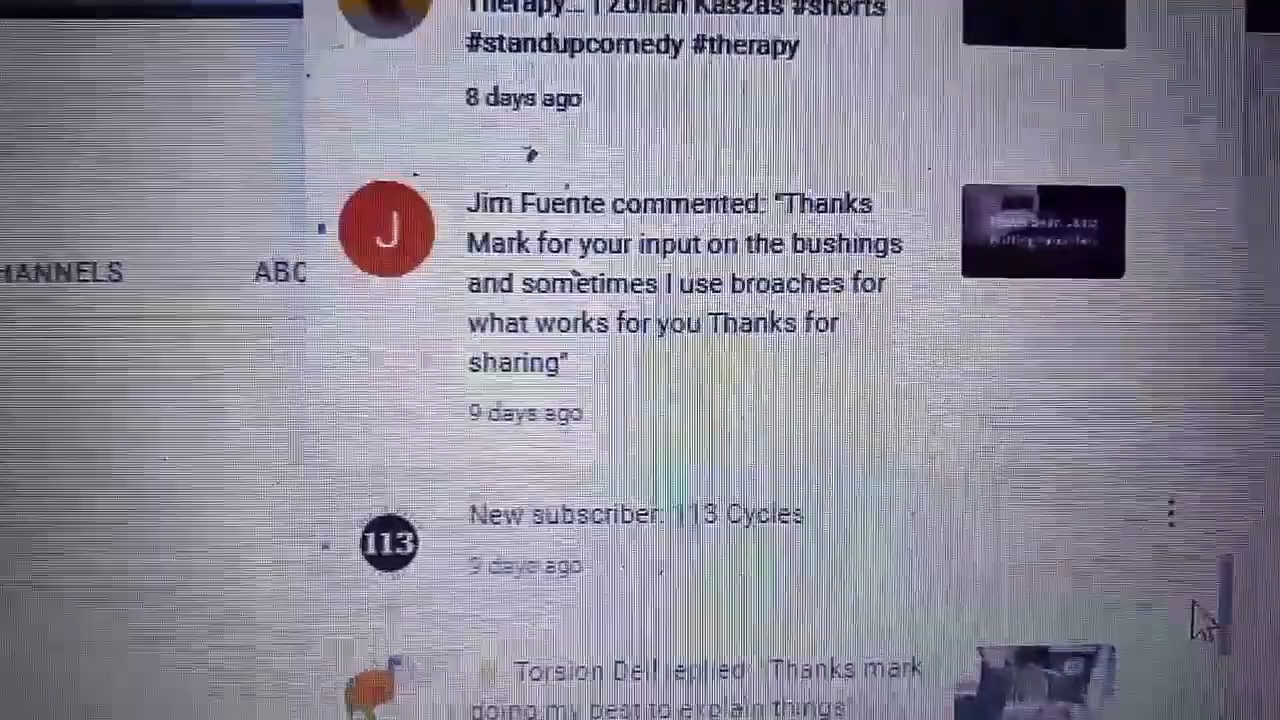 Therapy... | Zoltan Kaszas #shorts
#standupcomedy #therapy
8 days ago
HANNELS
ABO
J
Jim Fuente commented: "Thanks
Mark for your input on the bushings
and sometimes I use broaches for
what works for you Thanks for
sharing"
9 days ago
113
New subscriber: 113 Cycles
9 days ago
Torsion Dell replied: "Thanks mark
doing my best to explain things"